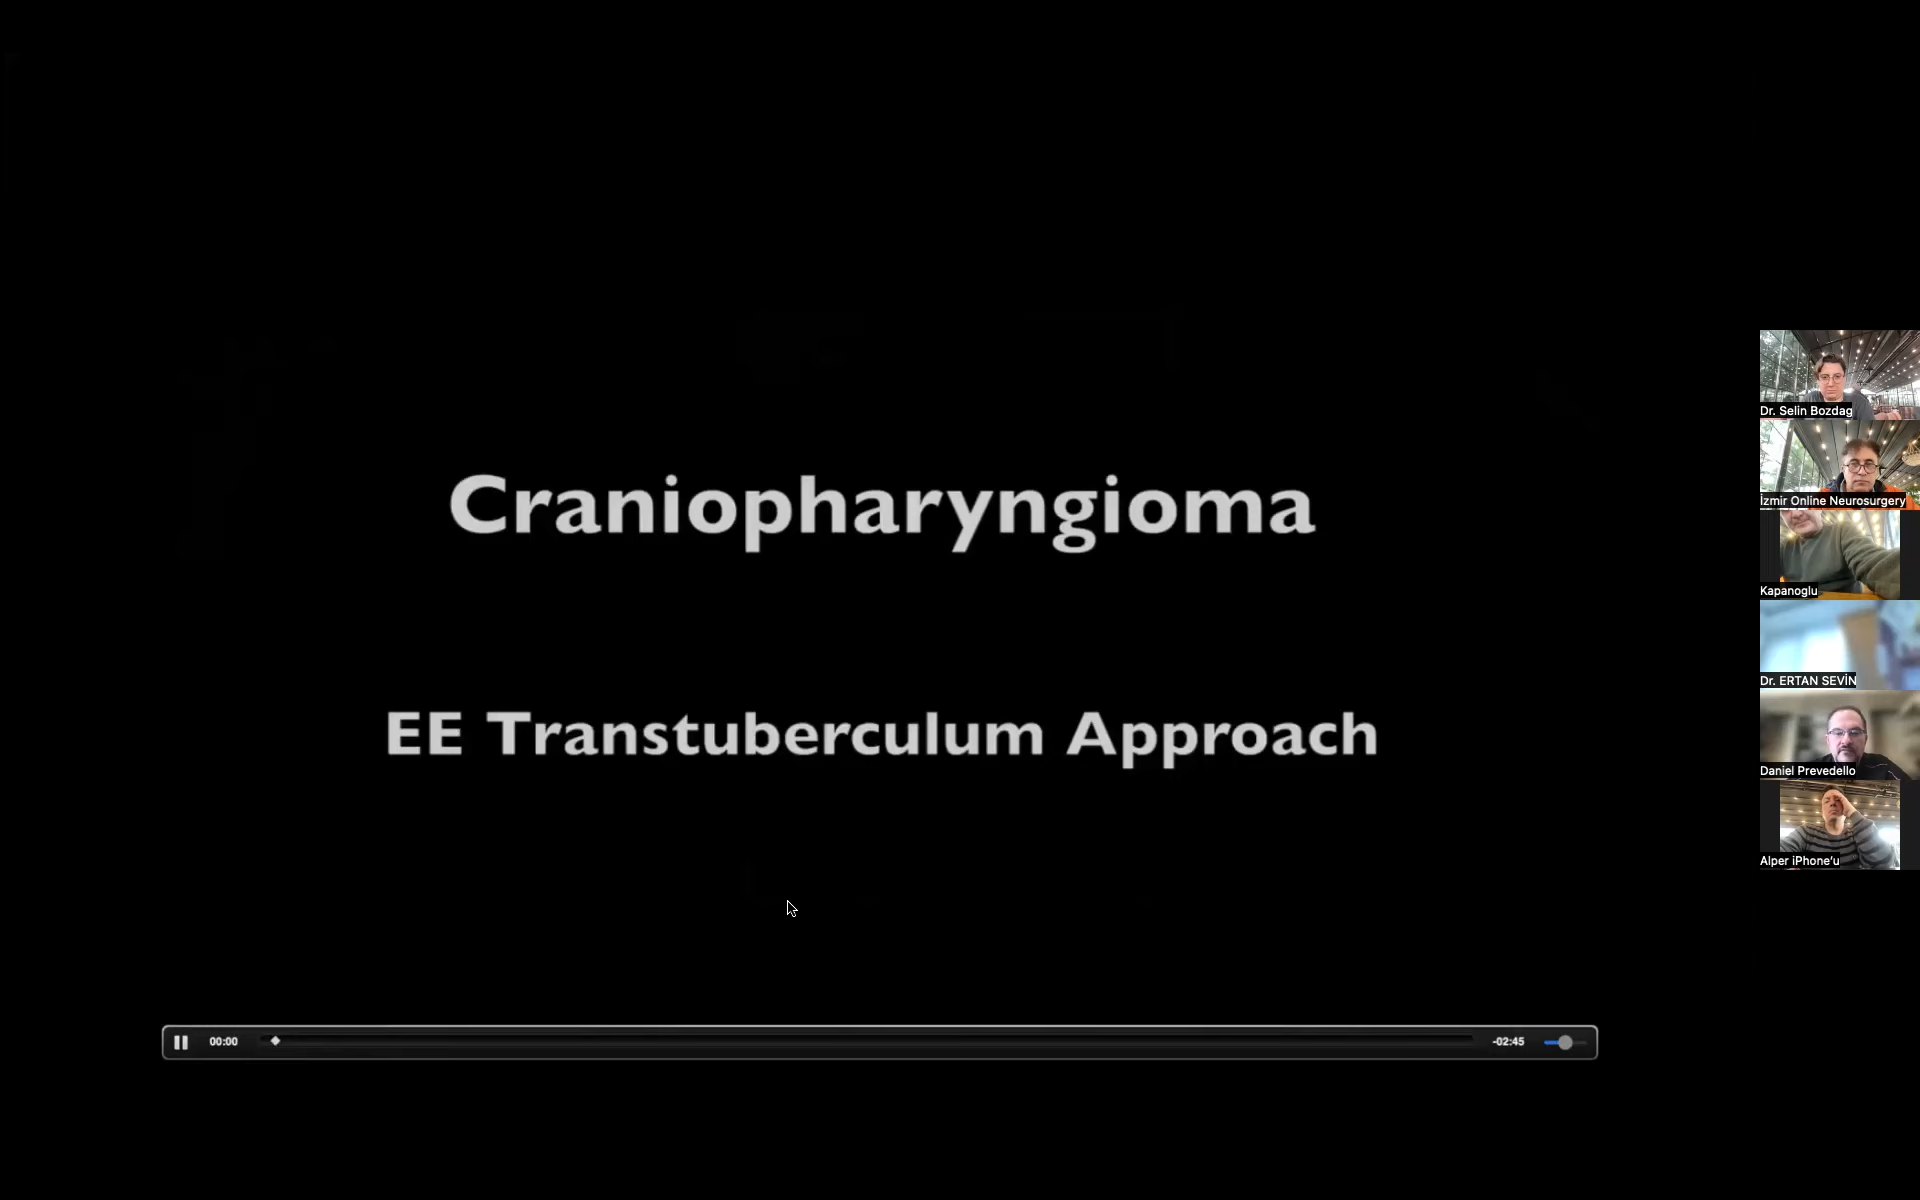 Craniopharyngioma
EE Transtuberculum Approach
00:00
-02:45
Dr. Selin Bozdag
İzmir Online Neurosurgery
Kapanoglu
Dr. ERTAN SEVİN
Daniel Prevedello
Alper iPhone’u